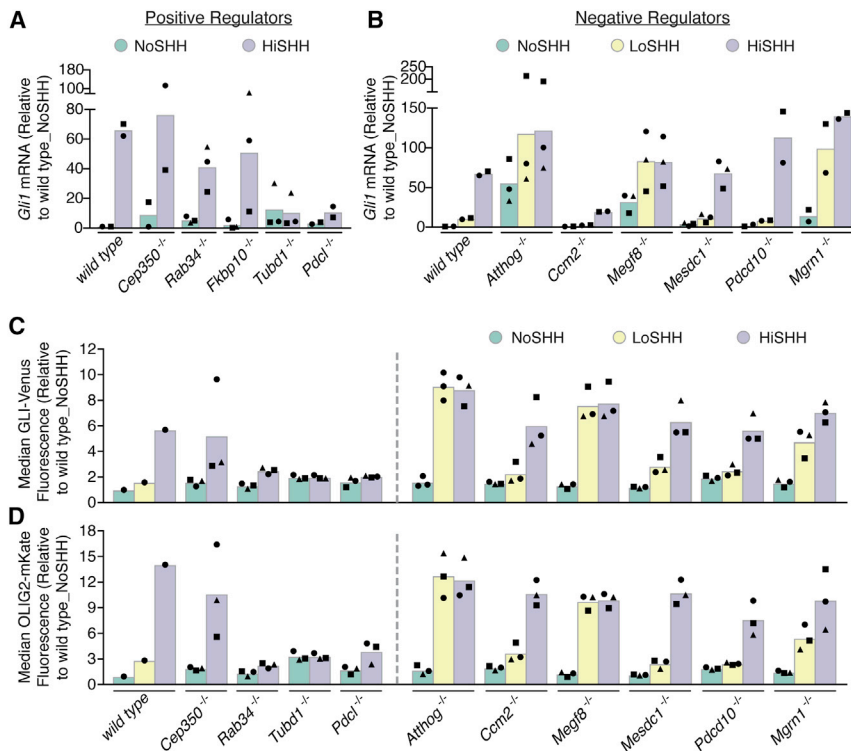 A
Positive Regulators
NoSHH HiSHH
Gli1 mRNA (Relative
to wild type_NoSHH)
180
100
80
60
40
20
0
wild type Cep350-/- Rab34-/- Fkbp10-/- Tubd1-/- Pdcl-/-
B
Negative Regulators
NoSHH LoSHH HiSHH
Gli1 mRNA (Relative
to wild type_NoSHH)
250
200
150
100
50
0
wild type Atthog-/- Ccm2-/- Megf8-/- Mesdc1-/- Pdcd10-/- Mgrn1-/-
C
NoSHH LoSHH HiSHH
Median GLI-Venus
Fluorescence (Relative
to wild type_NoSHH)
12
10
8
6
4
2
0
D
Median OLIG2-mKate
Fluorescence (Relative
to wild type_NoSHH)
18
15
12
9
6
3
0
wild type Cep350-/- Rab34-/- Tubd1-/- Pdcl-/- Atthog-/- Ccm2-/- Megf8-/- Mesdc1-/- Pdcd10-/- Mgrn1-/-